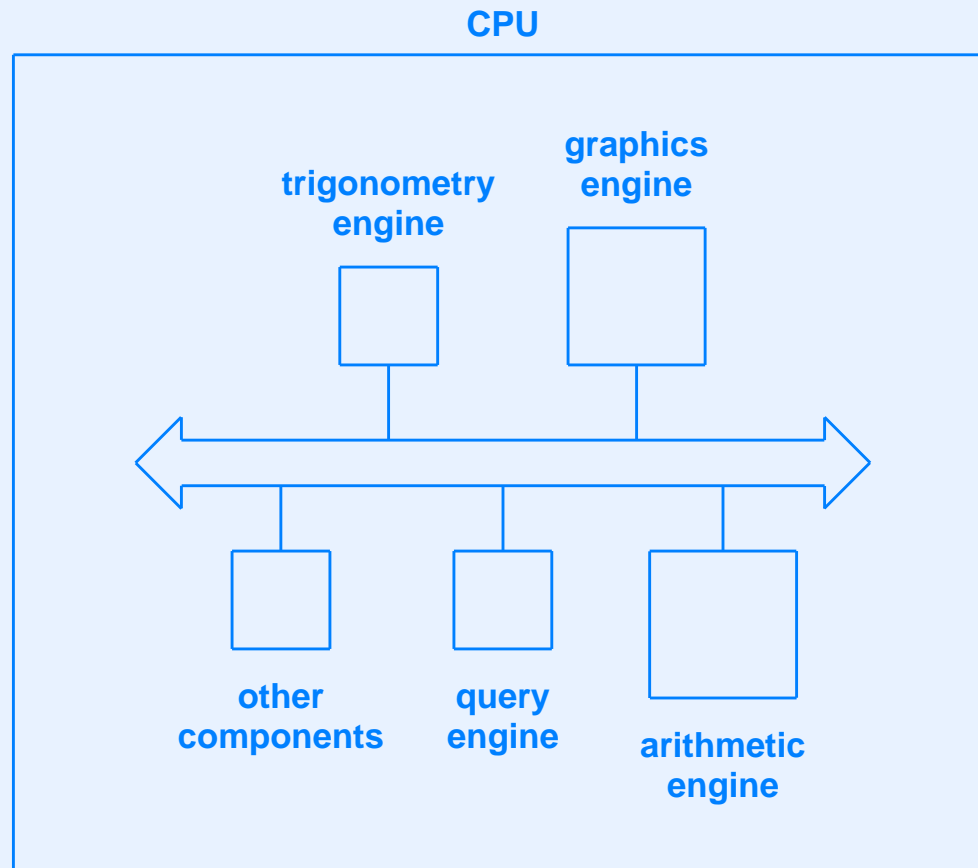 CPU
graphics
engine
trigonometry
engine
other
components
query
engine
arithmetic
engine